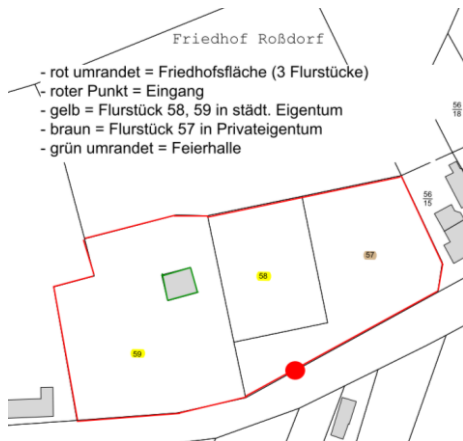 Friedhof Roßdorf
- rot umrandet = Friedhofsfläche (3 Flurstücke)
- roter Punkt = Eingang
- gelb = Flurstück 58, 59 in städt. Eigentum
- braun = Flurstück 57 in Privateigentum
- grün umrandet = Feierhalle
56
18
56
15
57
58
59